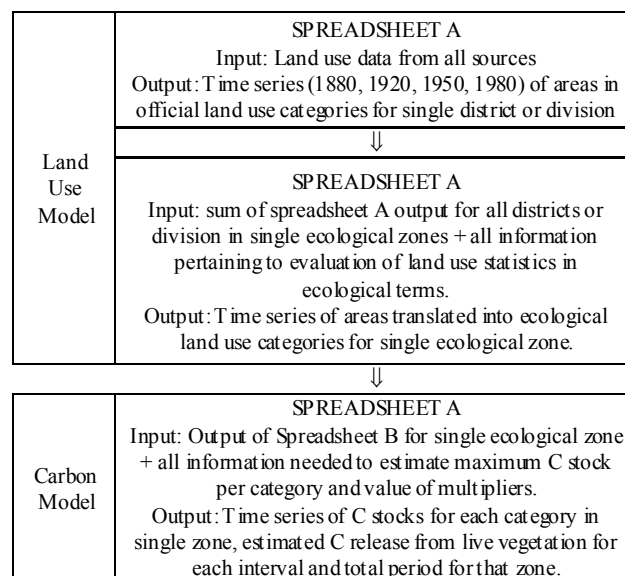 SPREADSHEET A
Input: Land use data from all sources
Output: Time series (1880, 1920, 1950, 1980) of areas in
official land use categories for single district or division
⇓
Land
Use
Model
SPREADSHEET A
Input: sum of spreadsheet A output for all districts or
division in single ecological zones + all information
pertaining to evaluation of land use statistics in
ecological terms.
Output: Time series of areas translated into ecological
land use categories for single ecological zone.
⇓
Carbon
Model
SPREADSHEET A
Input: Output of Spreadsheet B for single ecological zone
+ all information needed to estimate maximum C stock
per category and value of multipliers.
Output: Time series of C stocks for each category in
single zone, estimated C release from live vegetation for
each interval and total period for that zone.